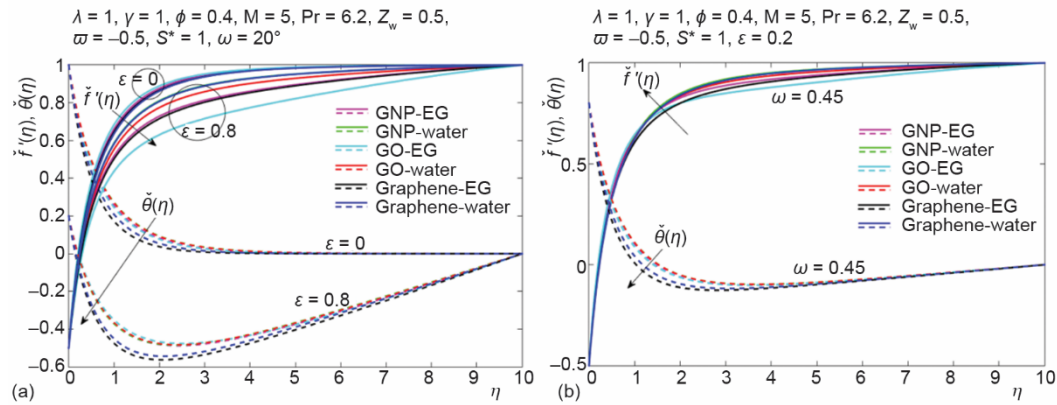 λ = 1, γ = 1, ϕ = 0.4, M = 5, Pr = 6.2, Z_w = 0.5,
ϖ = –0.5, S* = 1, ω = 20°
f̌ '(η), θ̌(η)
1
0.8
0.6
0.4
0.2
0
–0.2
–0.4
–0.6
ε = 0
f̌ '(η)
ε = 0.8
GNP-EG
GNP-water
GO-EG
GO-water
Graphene-EG
Graphene-water
θ̌(η)
ε = 0
ε = 0.8
0 1 2 3 4 5 6 7 8 9 10
(a) η
λ = 1, γ = 1, ϕ = 0.4, M = 5, Pr = 6.2, Z_w = 0.5,
ϖ = –0.5, S* = 1, ε = 0.2
f̌ '(η), θ̌(η)
1
0.5
0
–0.5
f̌ '(η)
ω = 0.45
GNP-EG
GNP-water
GO-EG
GO-water
Graphene-EG
Graphene-water
θ̌(η)
ω = 0.45
0 1 2 3 4 5 6 7 8 9 10
(b) η